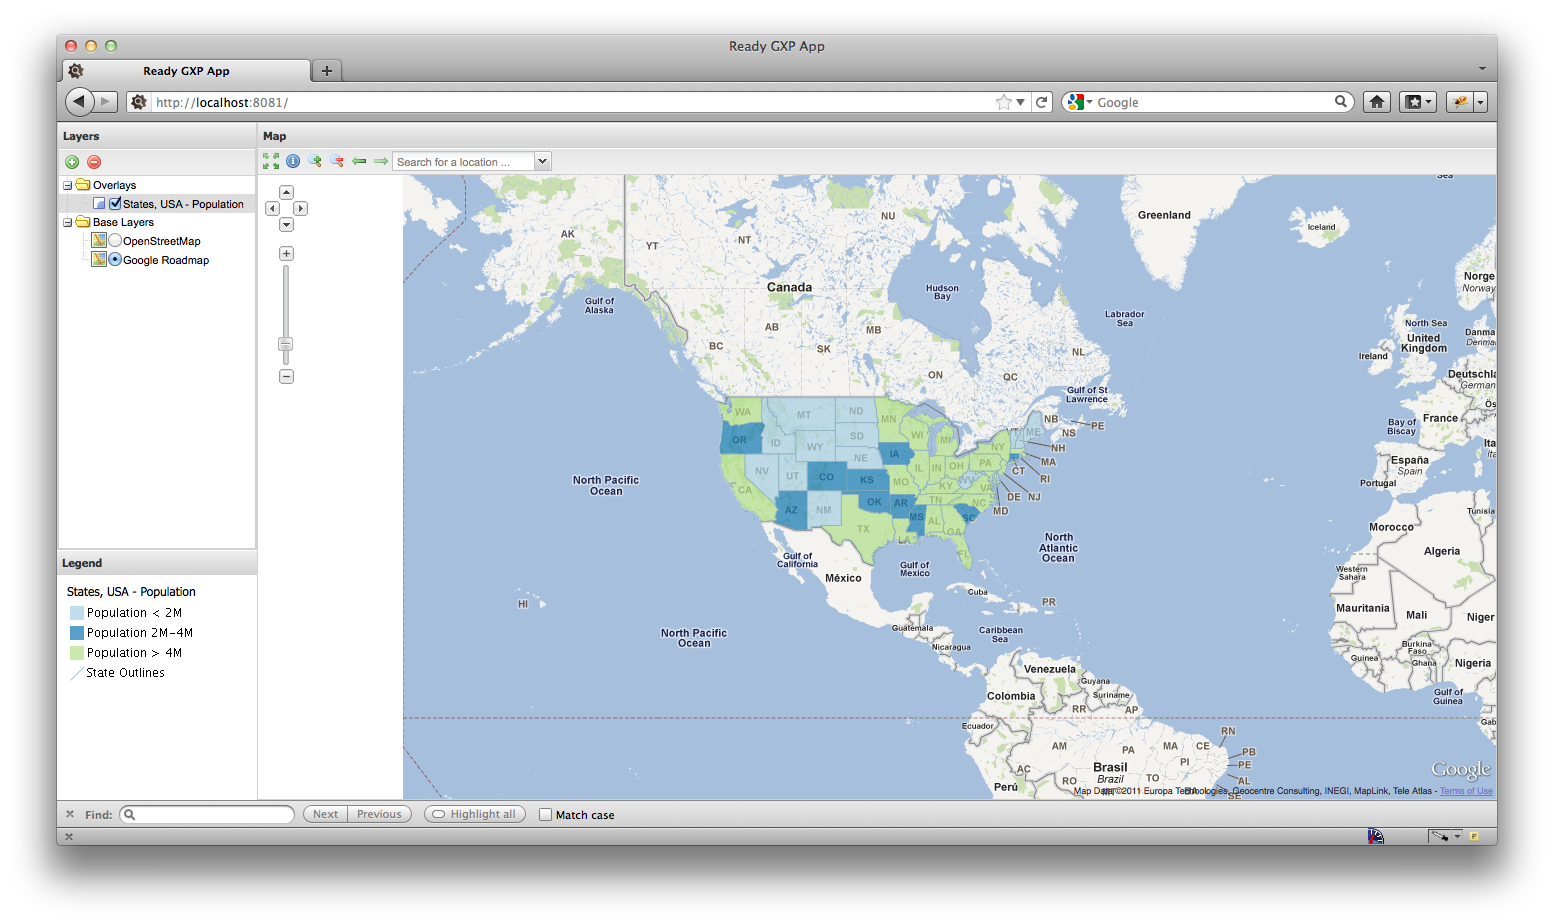 Ready GXP App
Ready GXP App
http://localhost:8081/
Google
Layers
Map
Search for a location ...
Overlays
States, USA - Population
Base Layers
OpenStreetMap
Google Roadmap
Legend
States, USA - Population
Population < 2M
Population 2M-4M
Population > 4M
State Outlines
Sea
Greenland
Iceland
NU
AK
YT
NT
Norge
Norway
Canada
Hudson
Bay
Gulf of
Alaska
Labrador
Sea
North Sea
Danma
Denmar
United
Kingdom
Ireland
AB
MB
BC
SK
NL
ON
QC
Deutschla
German
Gulf of St
Lawrence
Ös
France
Bay of
Biscay
Ita
Ital
España
Spain
Portugal
WA
MT
ND
MN
OR
ID
SD
WI
MI
WY
IA
NE
NY
VT
ME
NB
PE
NS
NH
MA
RI
CT
NV
UT
CO
KS
MO
IL
IN
OH
PA
WV
VA
KY
DE
NJ
MD
CA
AZ
NM
OK
AR
TN
NC
SC
MS
AL
GA
TX
LA
FL
North Pacific
Ocean
North
Atlantic
Ocean
Gulf of
California
Gulf of
Mexico
México
Cuba
PR
HI
Guatemala
Nicaragua
Caribbean
Sea
North Pacific
Ocean
Tunisia
Morocco
Algeria
Western
Sahara
Mauritania
Mali
Niger
Burkina
Faso
Guinea
Ghana
Nigeria
Gulf of
Guinea
Gab
Venezuela
Guyana
Suriname
Colombia
RR
AP
Ecuador
AM
PA
MA
CE
RN
PB
PE
PI
AL
SE
AC
Brasil
Brazil
TO
RO
MT
BA
Perú
Google
Map Data ©2011 Europa Technologies, Geocentre Consulting, INEGI, MapLink, Tele Atlas - Terms of Use
Find:
Next
Previous
Highlight all
Match case
P